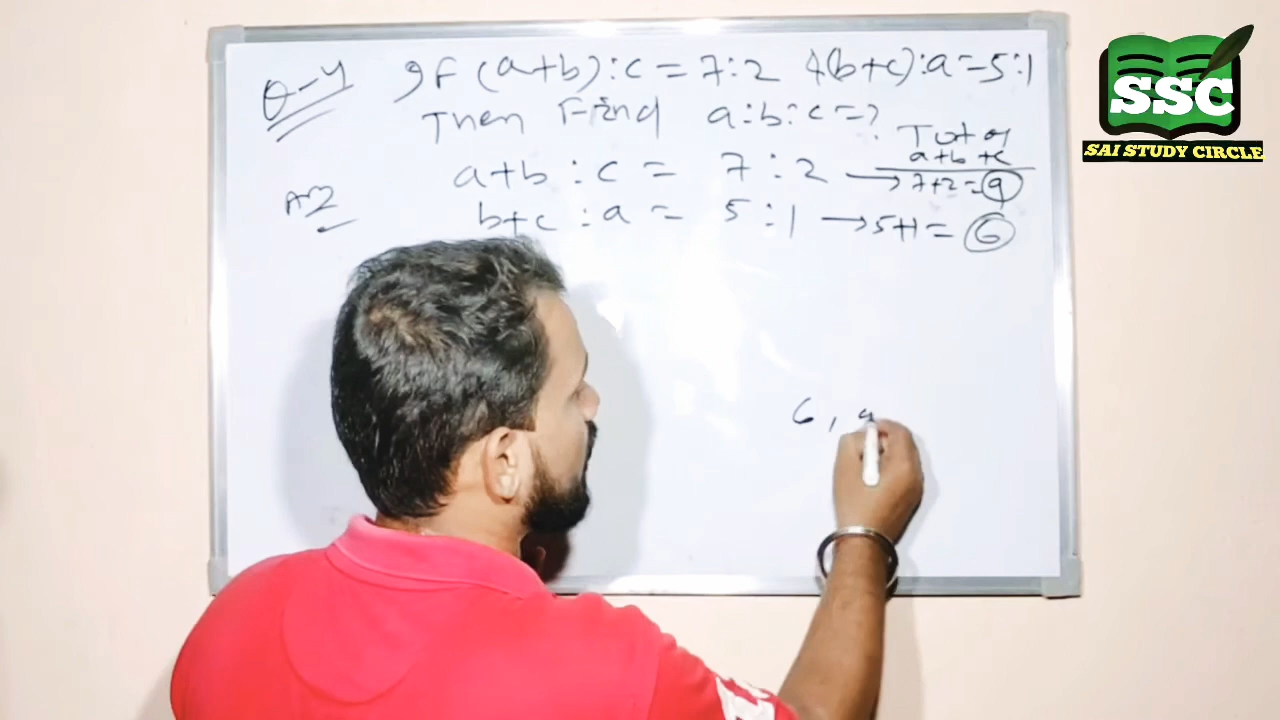 Q-4 If (a+b):c=7:2 &(b+c):a=5:1
Then Find a:b:c=?
Total
a+b+c
a+b : c = 7 : 2 → 7+2=9
Ans
b+c : a = 5 : 1 → 5+1= 6
6, 9
SSC
SAI STUDY CIRCLE